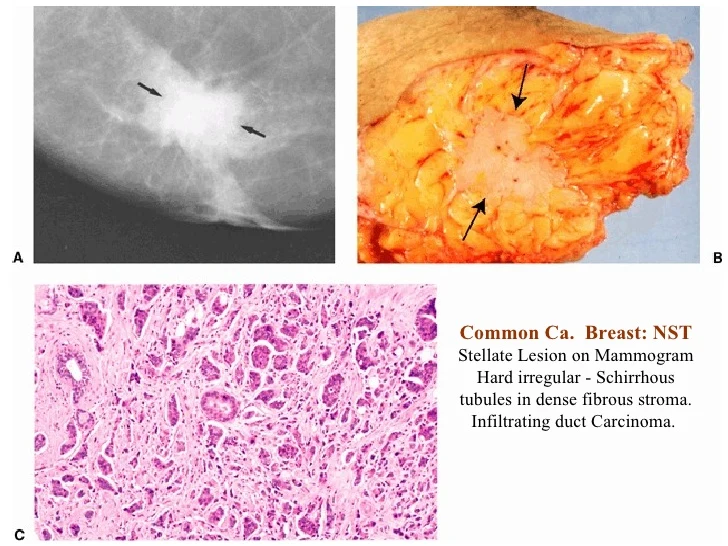 A
B
Common Ca. Breast: NST
Stellate Lesion on Mammogram
Hard irregular - Schirrhous
tubules in dense fibrous stroma.
Infiltrating duct Carcinoma.
C